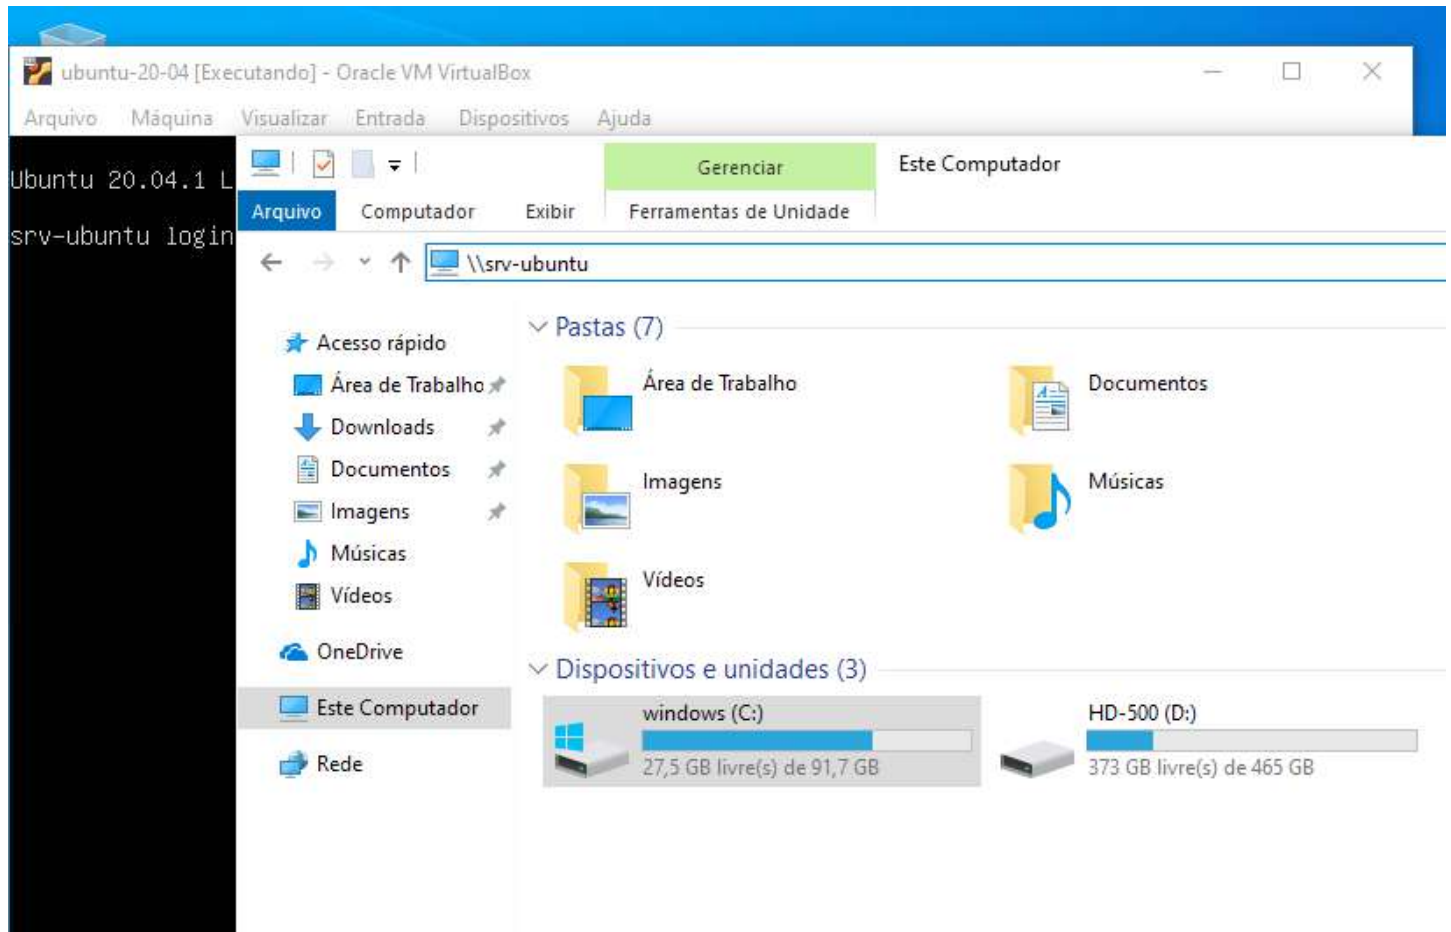 ubuntu-20-04 [Executando] - Oracle VM VirtualBox
Arquivo Máquina Visualizar Entrada Dispositivos Ajuda
Ubuntu 20.04.1 L
srv-ubuntu login
Gerenciar
Este Computador
Arquivo Computador Exibir Ferramentas de Unidade
\\srv-ubuntu
Acesso rápido
Área de Trabalho
Downloads
Documentos
Imagens
Músicas
Vídeos
OneDrive
Este Computador
Rede
Pastas (7)
Área de Trabalho
Documentos
Imagens
Músicas
Vídeos
Dispositivos e unidades (3)
windows (C:)
27,5 GB livre(s) de 91,7 GB
HD-500 (D:)
373 GB livre(s) de 465 GB